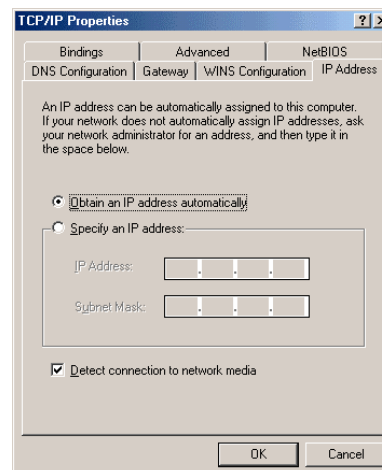 TCP/IP Properties
Bindings Advanced NetBIOS
DNS Configuration Gateway WINS Configuration IP Address
An IP address can be automatically assigned to this computer.
If your network does not automatically assign IP addresses, ask
your network administrator for an address, and then type it in
the space below.
Obtain an IP address automatically
Specify an IP address:
IP Address:
Subnet Mask:
Detect connection to network media
OK Cancel